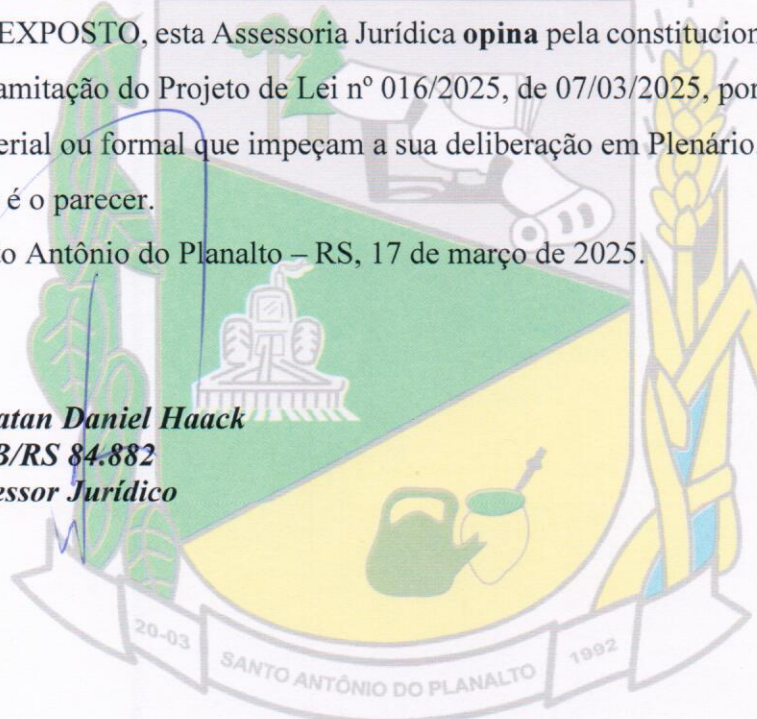 EXPOSTO, esta Assessoria Jurídica opina pela constitucion
amitação do Projeto de Lei nº 016/2025, de 07/03/2025, por
erial ou formal que impeçam a sua deliberação em Plenário.
é o parecer.
to Antônio do Planalto – RS, 17 de março de 2025.
atan Daniel Haack
B/RS 84.882
essor Jurídico
20-03
SANTO ANTÔNIO DO PLANALTO
1992